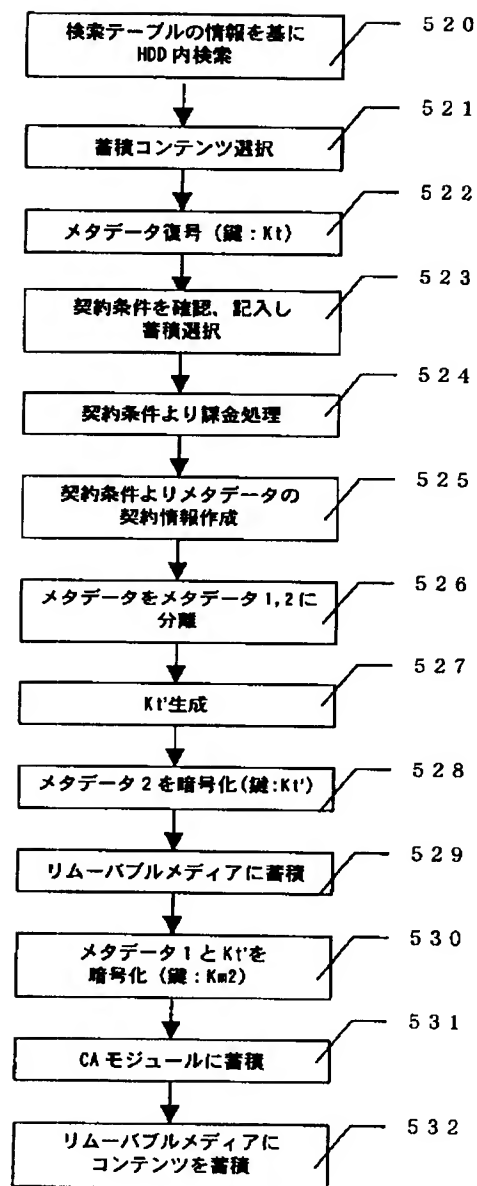 検索テーブルの情報を基に
HDD内検索
520
蓄積コンテンツ選択
521
メタデータ復号（鍵：Kt）
522
契約条件を確認、記入し
蓄積選択
523
契約条件より課金処理
524
契約条件よりメタデータの
契約情報作成
525
メタデータをメタデータ1,2に
分離
526
Kt'生成
527
メタデータ2を暗号化(鍵:Kt')
528
リムーバブルメディアに蓄積
529
メタデータ1とKt'を
暗号化（鍵：Km2）
530
CAモジュールに蓄積
531
リムーバブルメディアに
コンテンツを蓄積
532